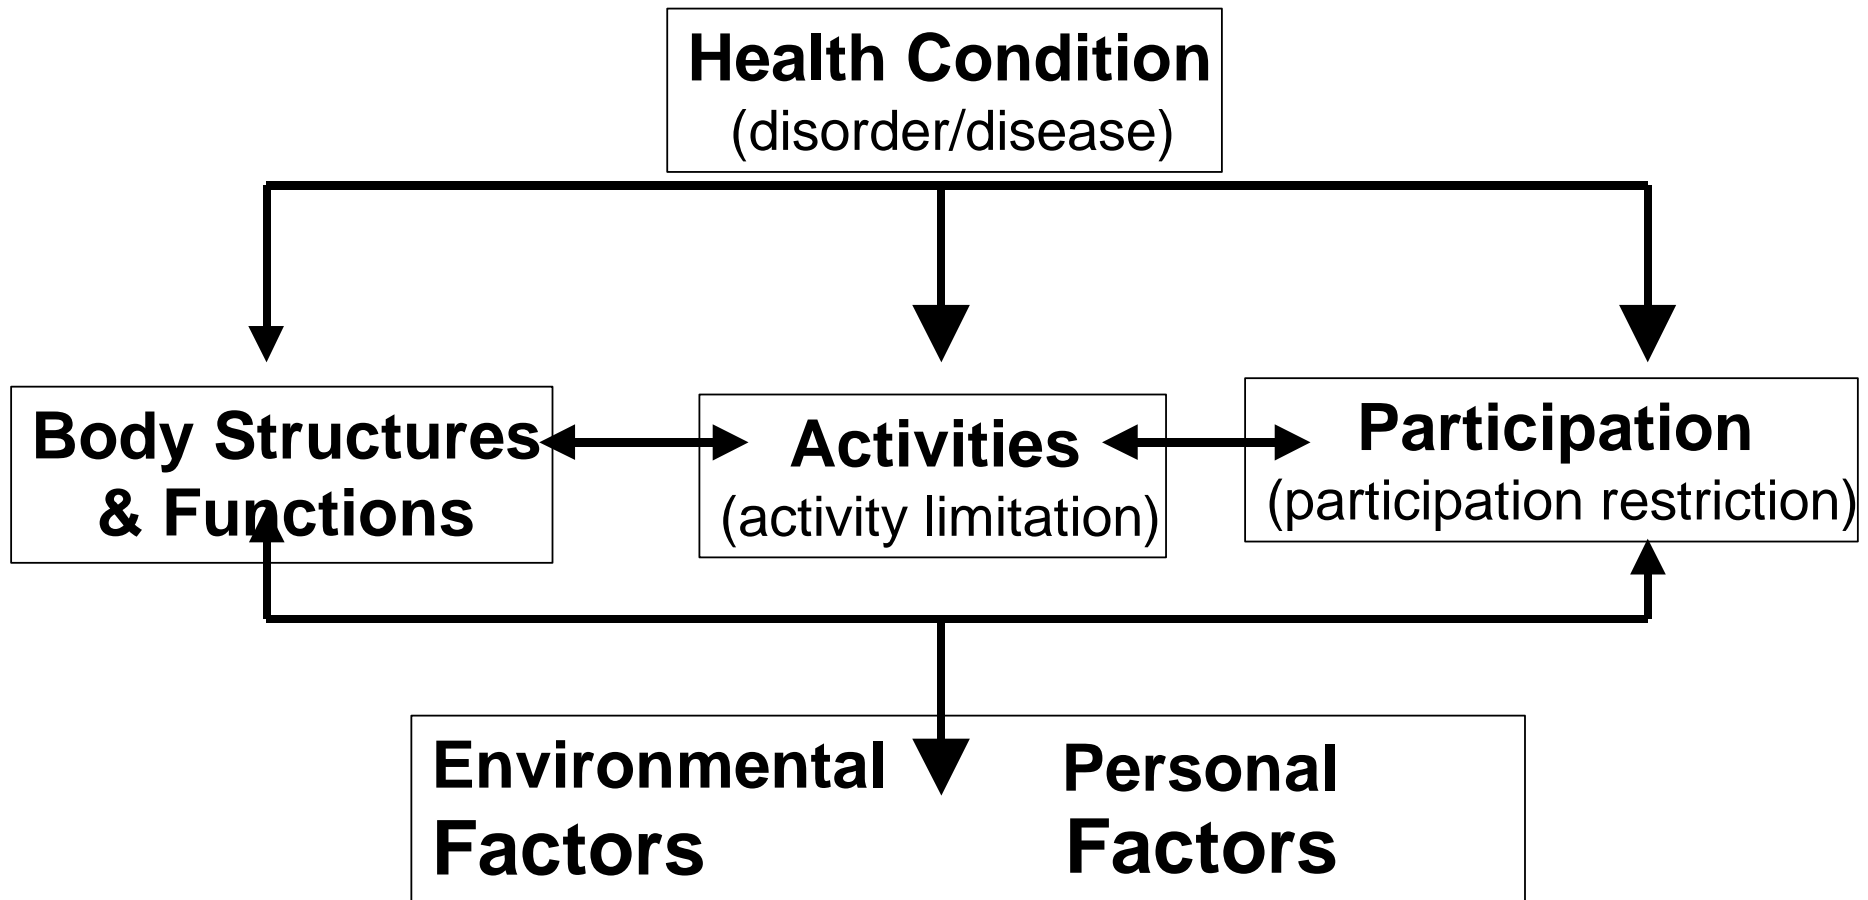 Health Condition
(disorder/disease)
Body Structures
& Functions
Activities
(activity limitation)
Participation
(participation restriction)
Environmental
Factors
Personal
Factors